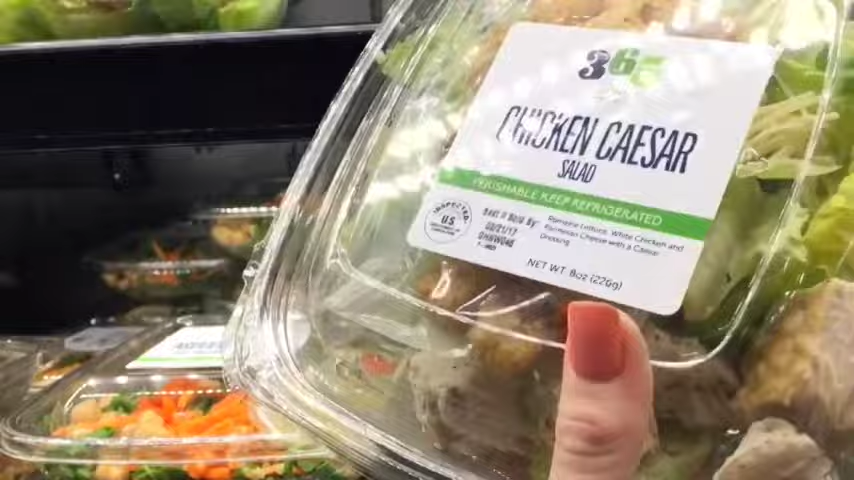 365
CHICKEN CAESAR
SALAD
PERISHABLE KEEP REFRIGERATED
INSPECTED
U.S.
Best if Sold By:
Romaine Lettuce, White Chicken and
Parmesan Cheese with a Caesar
Dressing
NET WT 8oz (226g)